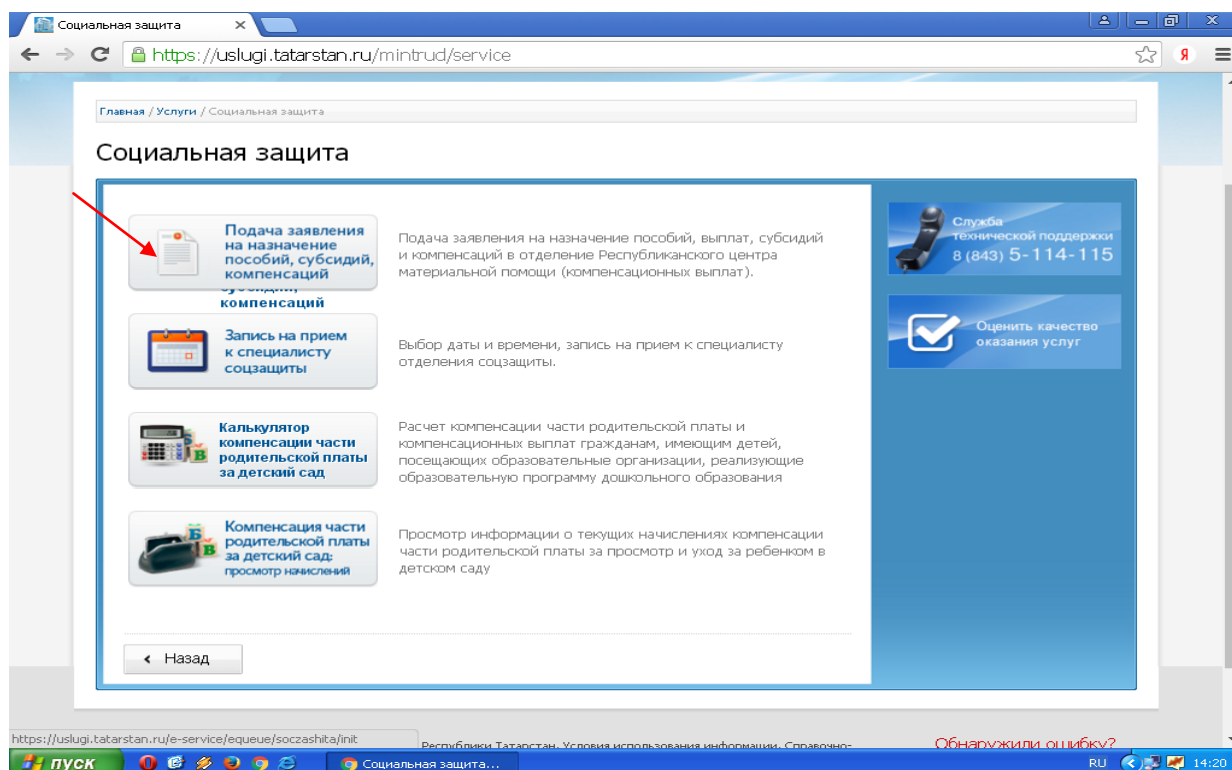 Социальная защита
https://uslugi.tatarstan.ru/mintrud/service
Я
Главная / Услуги / Социальная защита
Социальная защита
Подача заявления
на назначение
пособий, субсидий,
компенсаций
субсидий,
компенсаций
Подача заявления на назначение пособий, выплат, субсидий
и компенсаций в отделение Республиканского центра
материальной помощи (компенсационных выплат).
Запись на прием
к специалисту
соцзащиты
Выбор даты и времени, запись на прием к специалисту
отделения соцзащиты.
Калькулятор
компенсации части
родительской платы
за детский сад
Расчет компенсации части родительской платы и
компенсационных выплат гражданам, имеющим детей,
посещающих образовательные организации, реализующие
образовательную программу дошкольного образования
Компенсация части
родительской платы
за детский сад:
просмотр начислений
Просмотр информации о текущих начислениях компенсации
части родительской платы за просмотр и уход за ребенком в
детском саду
Назад
Служба
технической поддержки
8 (843) 5-114-115
Оценить качество
оказания услуг
https://uslugi.tatarstan.ru/e-service/equeue/soczashita/init
Республики Татарстан. Условия использования информации. Справочно-
Обнаружили ошибку?
пуск
Социальная защита...
RU
14:20